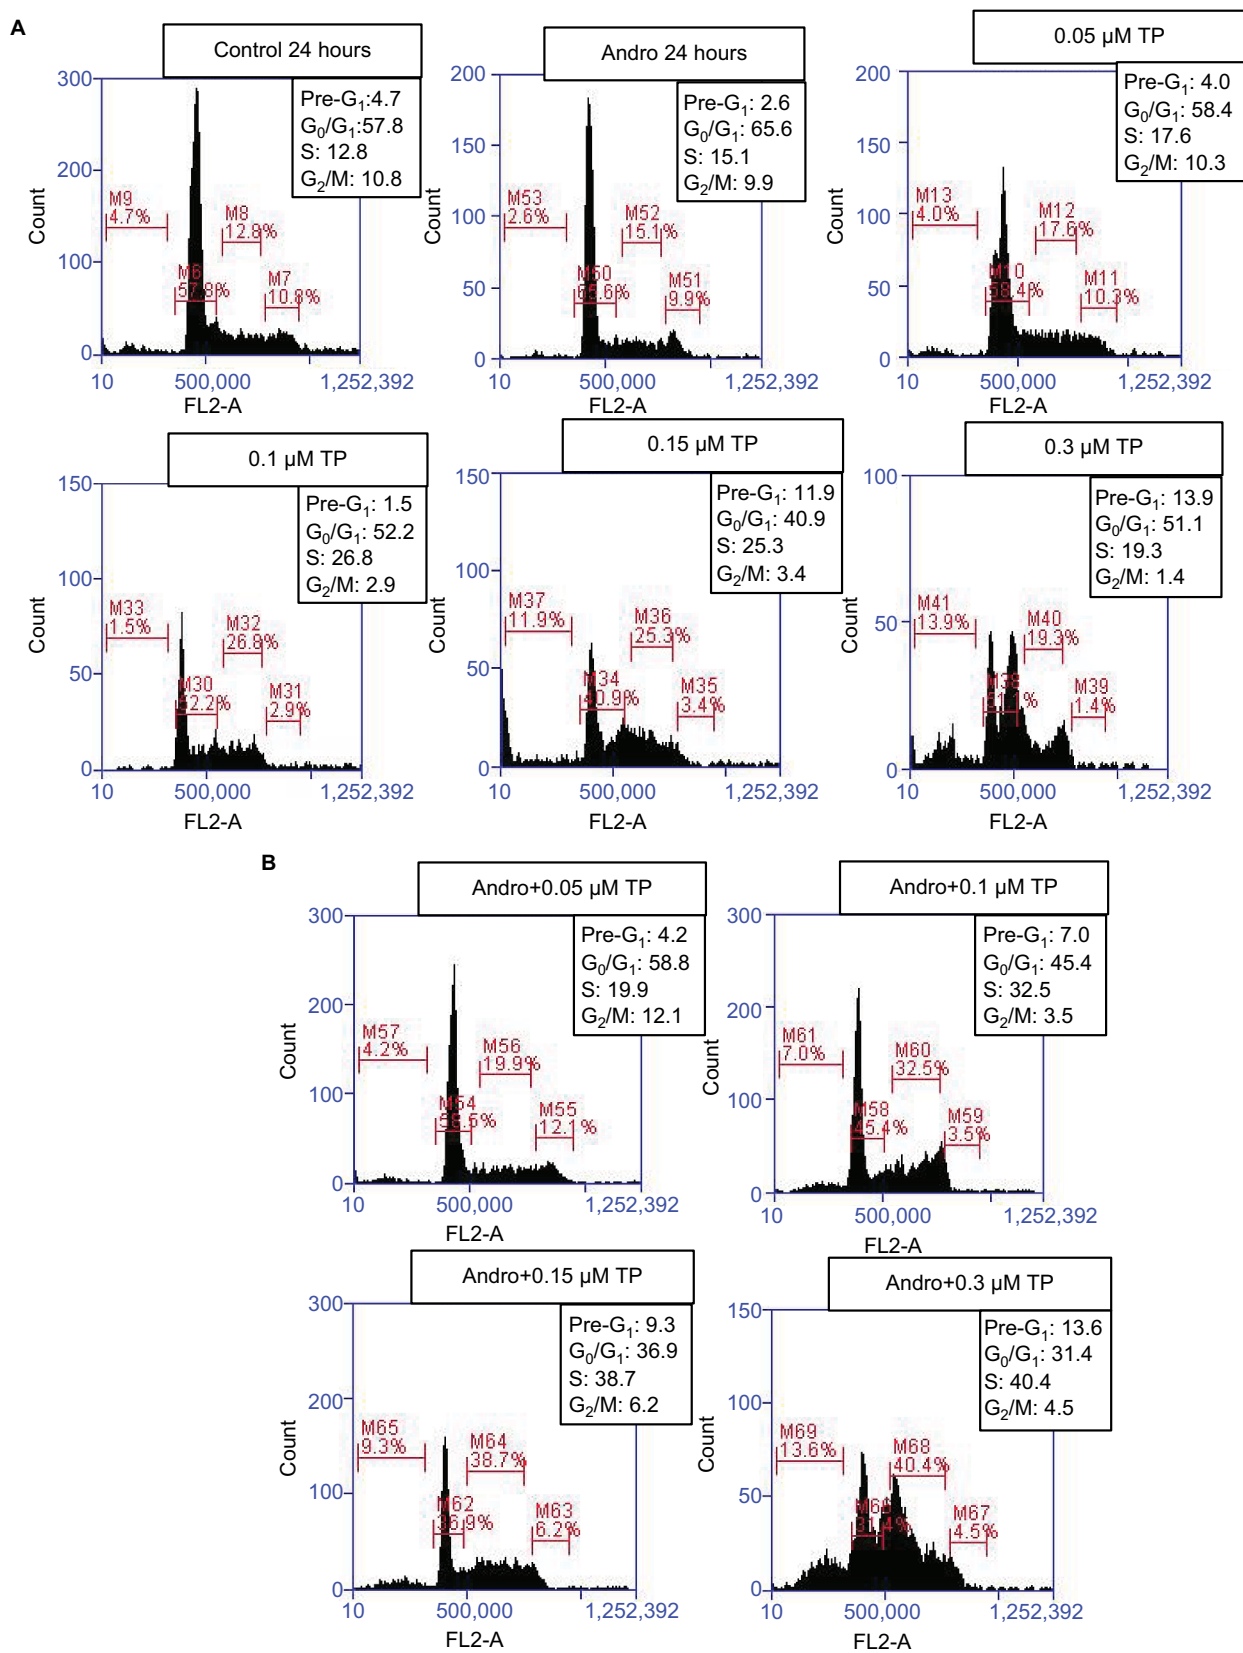 A
Control 24 hours
Pre-G1:4.7
G0/G1:57.8
S: 12.8
G2/M: 10.8
300
200
100
0
Count
M9
4.7%
M8
12.8%
M6
57.8%
M7
10.8%
10
500,000
1,252,392
FL2-A
Andro 24 hours
Pre-G1: 2.6
G0/G1: 65.6
S: 15.1
G2/M: 9.9
200
150
100
50
0
Count
M53
2.6%
M52
15.1%
M50
65.6%
M51
9.9%
10
500,000
1,252,392
FL2-A
0.05 µM TP
Pre-G1: 4.0
G0/G1: 58.4
S: 17.6
G2/M: 10.3
200
150
100
50
0
Count
M13
4.0%
M12
17.6%
M10
58.4%
M11
10.3%
10
500,000
1,252,392
FL2-A
0.1 µM TP
Pre-G1: 1.5
G0/G1: 52.2
S: 26.8
G2/M: 2.9
150
100
50
0
Count
M33
1.5%
M32
26.8%
M30
52.2%
M31
2.9%
10
500,000
1,252,392
FL2-A
0.15 µM TP
Pre-G1: 11.9
G0/G1: 40.9
S: 25.3
G2/M: 3.4
150
100
50
0
Count
M37
11.9%
M36
25.3%
M34
40.9%
M35
3.4%
10
500,000
1,252,392
FL2-A
0.3 µM TP
Pre-G1: 13.9
G0/G1: 51.1
S: 19.3
G2/M: 1.4
100
50
0
Count
M41
13.9%
M40
19.3%
M38
M39
1.4%
10
500,000
1,252,392
FL2-A
B
Andro+0.05 µM TP
Pre-G1: 4.2
G0/G1: 58.8
S: 19.9
G2/M: 12.1
300
200
100
0
Count
M57
4.2%
M56
19.9%
M54
M55
12.1%
10
500,000
1,252,392
FL2-A
Andro+0.1 µM TP
Pre-G1: 7.0
G0/G1: 45.4
S: 32.5
G2/M: 3.5
300
200
100
0
Count
M61
7.0%
M60
32.5%
M58
45.4%
M59
3.5%
10
500,000
1,252,392
FL2-A
Andro+0.15 µM TP
Pre-G1: 9.3
G0/G1: 36.9
S: 38.7
G2/M: 6.2
300
200
100
0
Count
M65
9.3%
M64
38.7%
M62
36.9%
M63
6.2%
10
500,000
1,252,392
FL2-A
Andro+0.3 µM TP
Pre-G1: 13.6
G0/G1: 31.4
S: 40.4
G2/M: 4.5
150
100
50
0
Count
M69
13.6%
M68
40.4%
31.4%
M67
4.5%
10
500,000
1,252,392
FL2-A